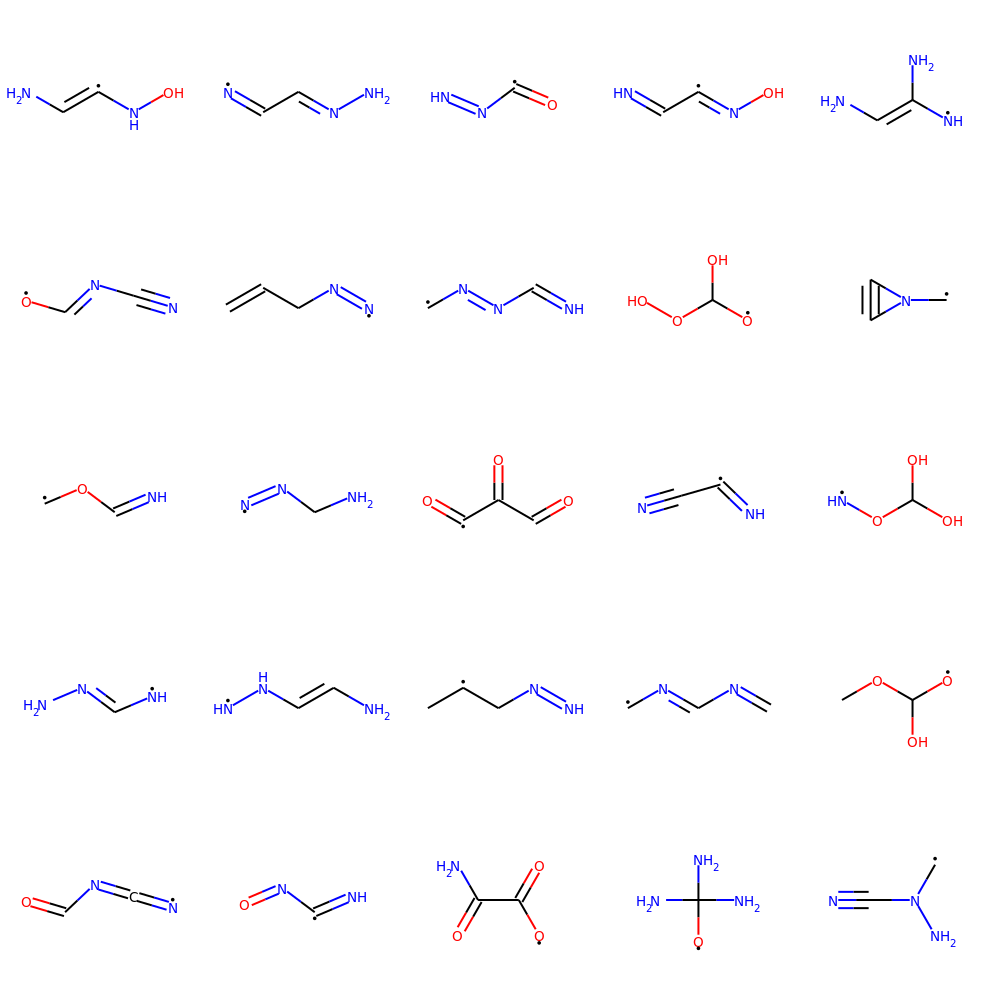 H2N N H OH
N N NH2
HN N O
HN N OH
NH2 H2N NH
O N N
N N
N N NH
OH HO O O
N
O NH
N N NH2
O O O
N NH
OH HN O OH
H2N N NH
H N HN NH2
N NH
N N
O O OH
O N C N
O N NH
H2N O O O
NH2 H2N NH2 O
N N NH2